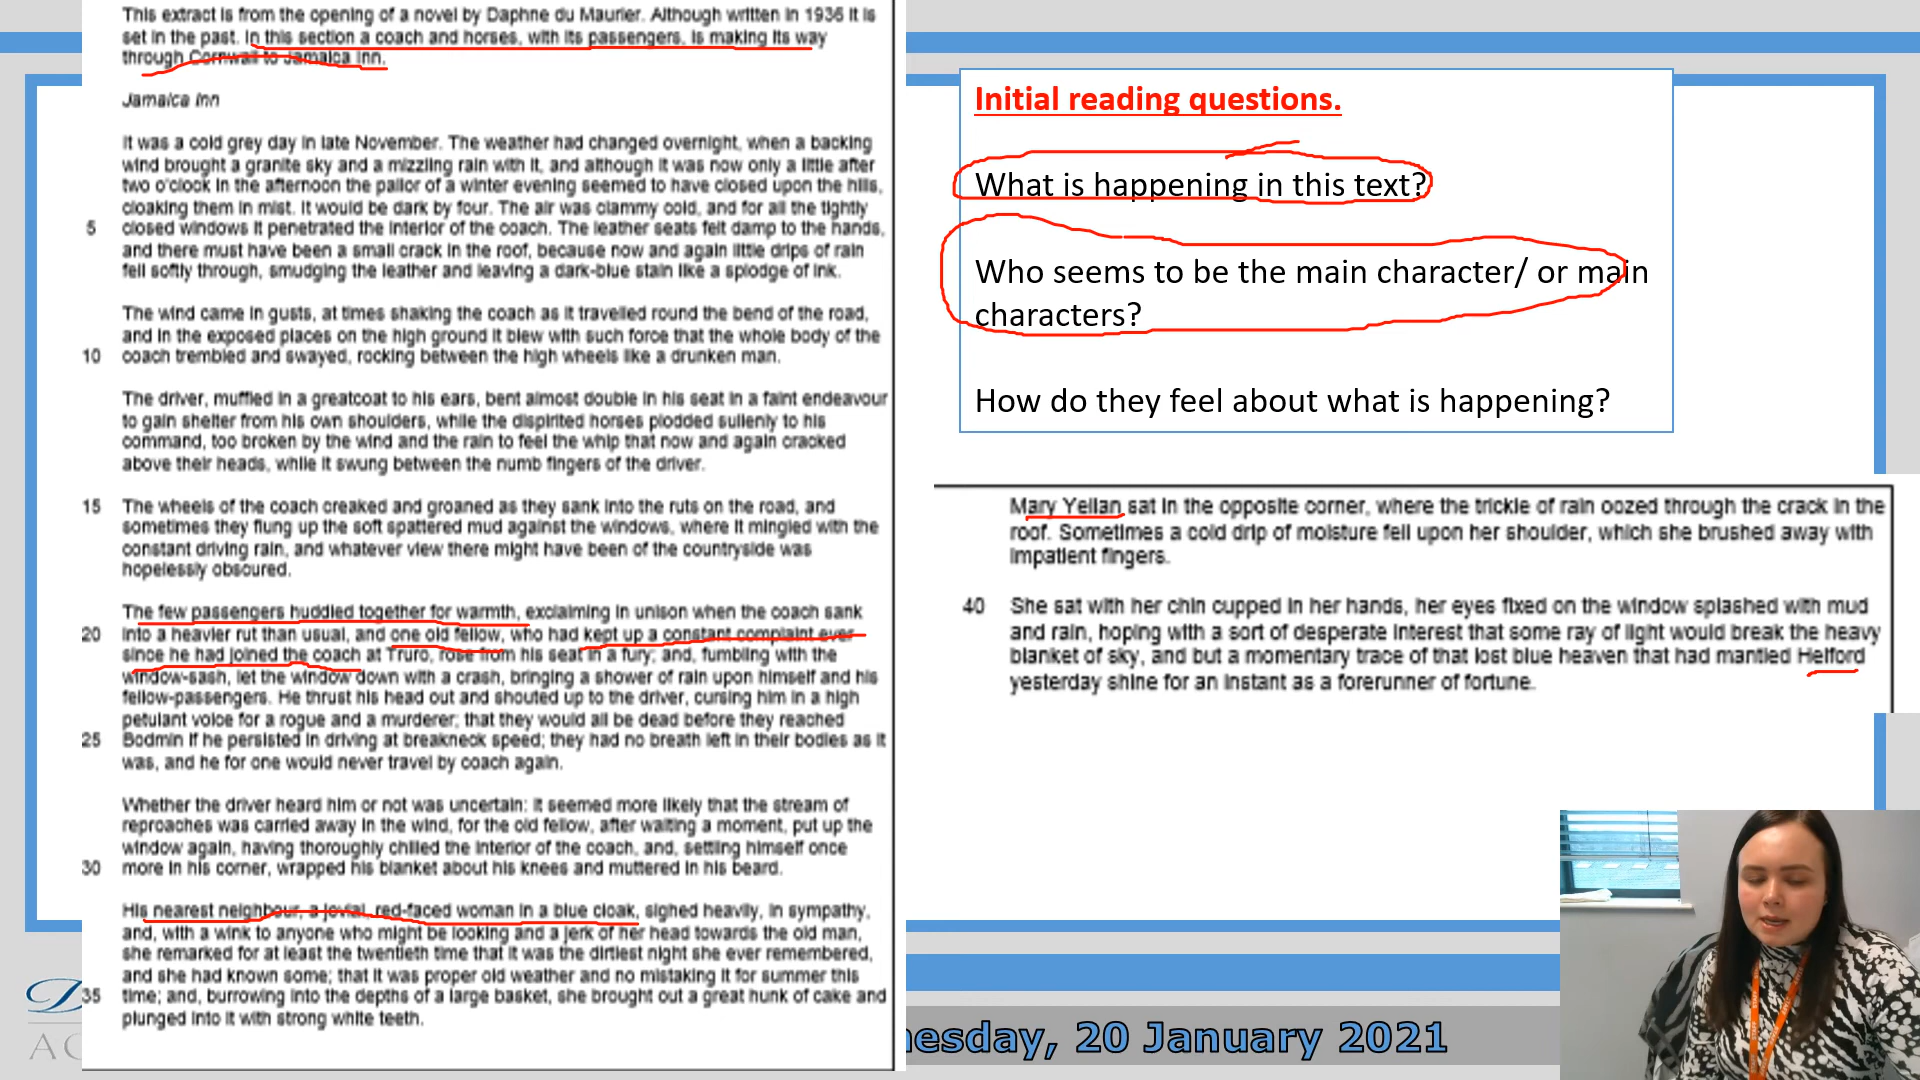 This extract is from the opening of a novel by Daphne du Maurier. Although written in 1936 it is
set in the past. In this section a coach and horses, with its passengers, is making its way
through Cornwall to Jamaica Inn.
Jamaica Inn
It was a cold grey day in late November. The weather had changed overnight, when a backing
wind brought a granite sky and a mizzling rain with it, and although it was now only a little after
two o'clock in the afternoon the pallor of a winter evening seemed to have closed upon the hills,
cloaking them in mist. It would be dark by four. The air was clammy cold, and for all the tightly
5 closed windows it penetrated the interior of the coach. The leather seats felt damp to the hands,
and there must have been a small crack in the roof, because now and again little drips of rain
fell softly through, smudging the leather and leaving a dark-blue stain like a splodge of ink.
The wind came in gusts, at times shaking the coach as it travelled round the bend of the road,
and in the exposed places on the high ground it blew with such force that the whole body of the
10 coach trembled and swayed, rocking between the high wheels like a drunken man.
The driver, muffled in a greatcoat to his ears, bent almost double in his seat in a faint endeavour
to gain shelter from his own shoulders, while the dispirited horses plodded sullenly to his
command, too broken by the wind and the rain to feel the whip that now and again cracked
above their heads, while it swung between the numb fingers of the driver.
15 The wheels of the coach creaked and groaned as they sank into the ruts on the road, and
sometimes they flung up the soft spattered mud against the windows, where it mingled with the
constant driving rain, and whatever view there might have been of the countryside was
hopelessly obscured.
The few passengers huddled together for warmth, exclaiming in unison when the coach sank
20 into a heavier rut than usual, and one old fellow, who had kept up a constant complaint ever
since he had joined the coach at Truro, rose from his seat in a fury; and, fumbling with the
window-sash, let the window down with a crash, bringing a shower of rain upon himself and his
fellow-passengers. He thrust his head out and shouted up to the driver, cursing him in a high
petulant voice for a rogue and a murderer; that they would all be dead before they reached
25 Bodmin if he persisted in driving at breakneck speed; they had no breath left in their bodies as it
was, and he for one would never travel by coach again.
Whether the driver heard him or not was uncertain: it seemed more likely that the stream of
reproaches was carried away in the wind, for the old fellow, after waiting a moment, put up the
window again, having thoroughly chilled the interior of the coach, and, settling himself once
30 more in his corner, wrapped his blanket about his knees and muttered in his beard.
His nearest neighbour, a jovial, red-faced woman in a blue cloak, sighed heavily, in sympathy,
and, with a wink to anyone who might be looking and a jerk of her head towards the old man,
she remarked for at least the twentieth time that it was the dirtiest night she ever remembered,
and she had known some; that it was proper old weather and no mistaking it for summer this
35 time; and, burrowing into the depths of a large basket, she brought out a great hunk of cake and
plunged into it with strong white teeth.
Initial reading questions.
What is happening in this text?
Who seems to be the main character/ or main
characters?
How do they feel about what is happening?
Mary Yellan sat in the opposite corner, where the trickle of rain oozed through the crack in the
roof. Sometimes a cold drip of moisture fell upon her shoulder, which she brushed away with
impatient fingers.
40 She sat with her chin cupped in her hands, her eyes fixed on the window splashed with mud
and rain, hoping with a sort of desperate interest that some ray of light would break the heavy
blanket of sky, and but a momentary trace of that lost blue heaven that had mantled Helford
yesterday shine for an instant as a forerunner of fortune.
nesday, 20 January 2021
D
AC